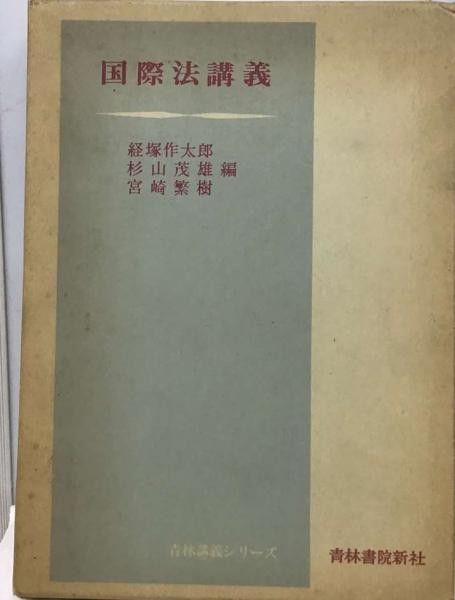 国際法講義
経塚作太郎
杉山茂雄編
宮崎繁樹
青林講義シリーズ
青林書院新社